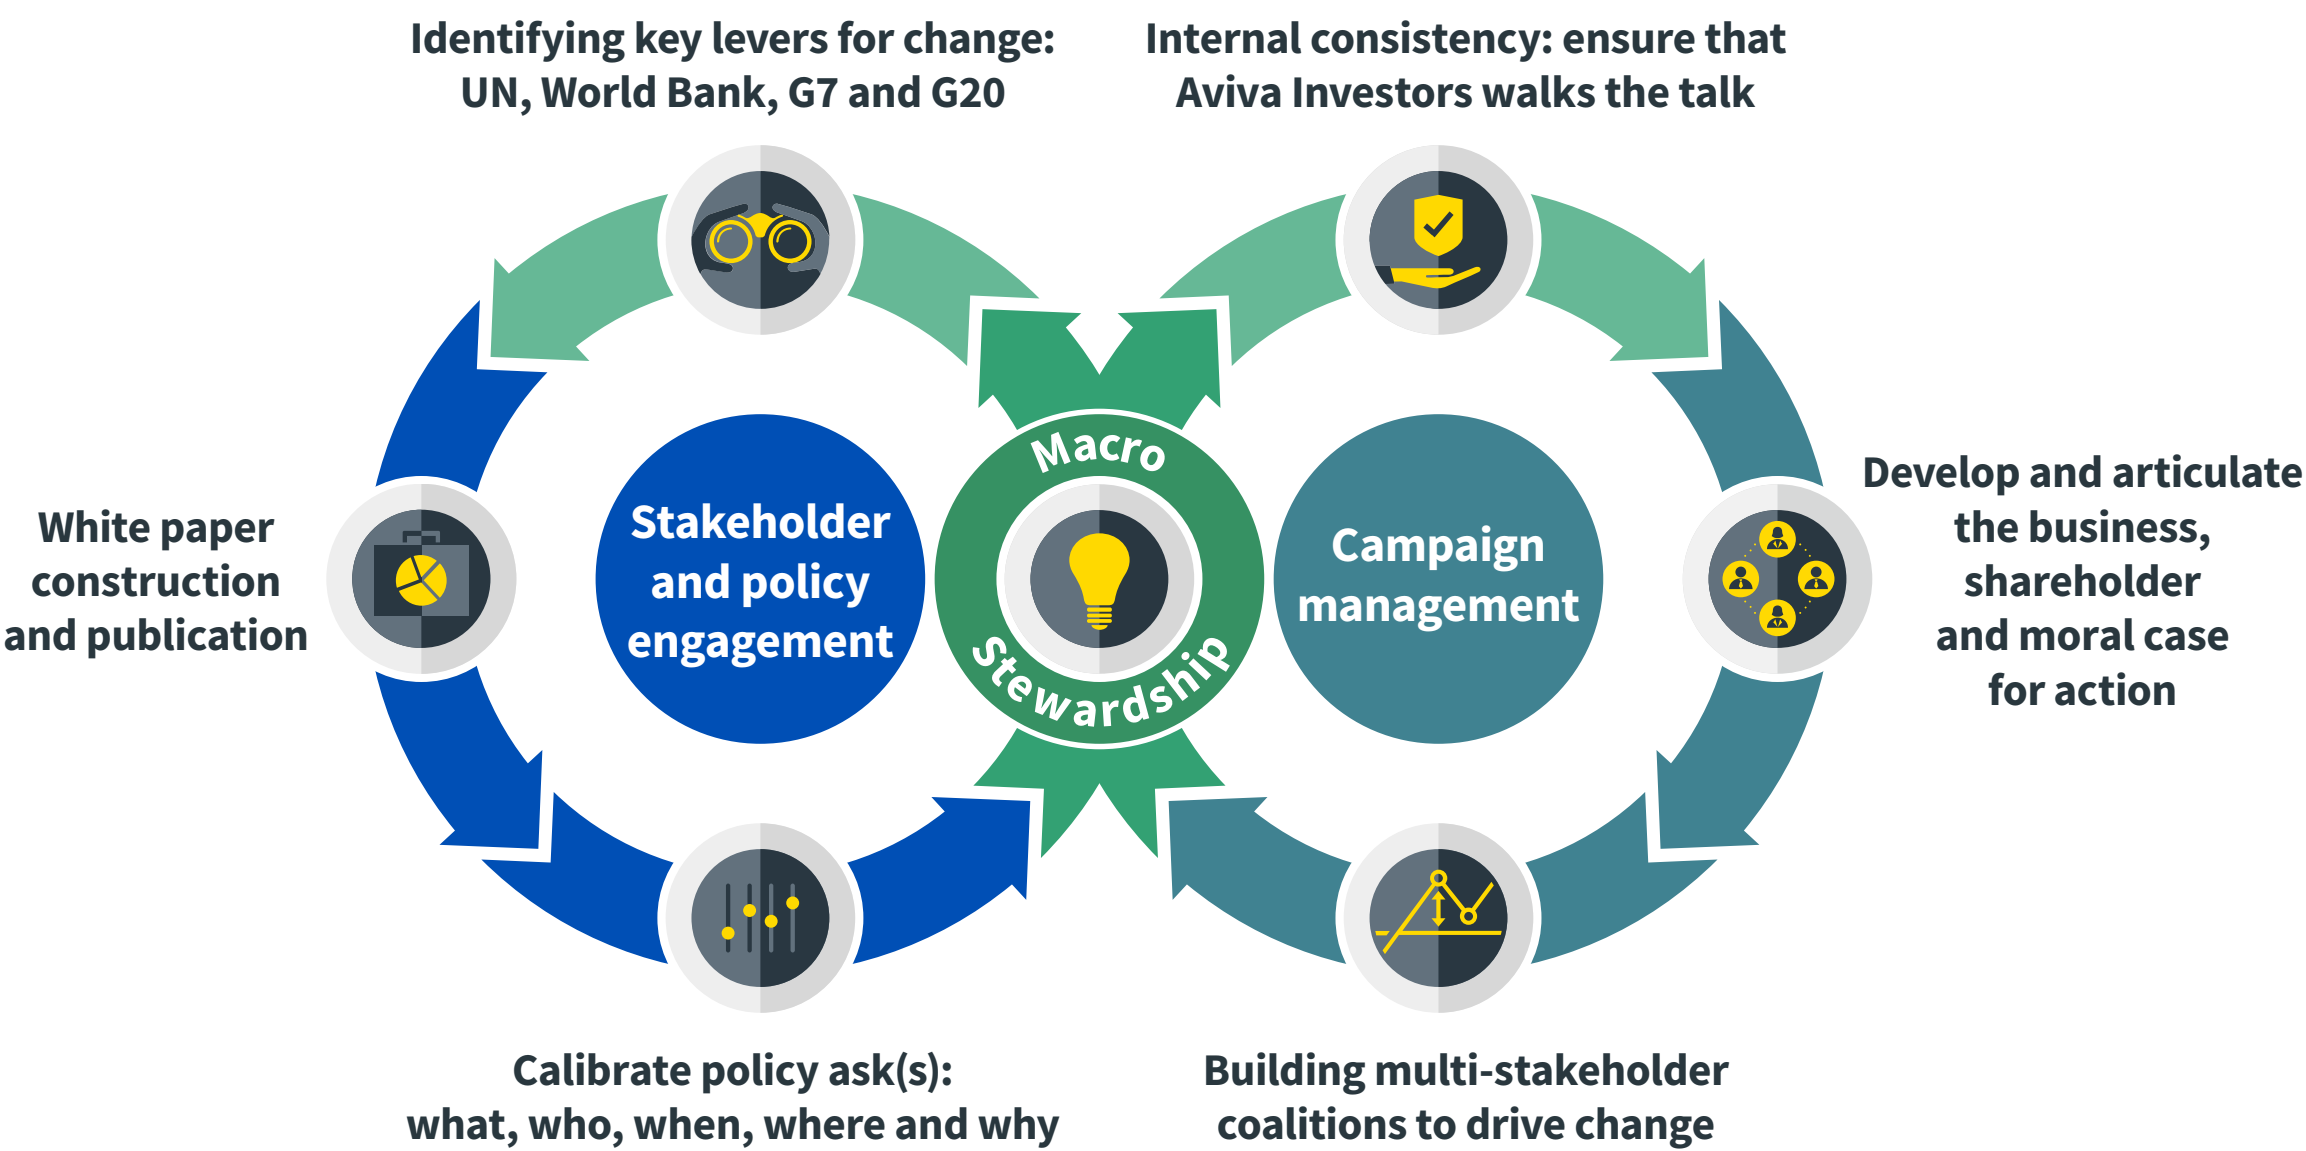 Identifying key levers for change:
UN, World Bank, G7 and G20
Internal consistency: ensure that
Aviva Investors walks the talk
White paper
construction
and publication
Stakeholder
and policy
engagement
Macro
Stewardship
Campaign
management
Develop and articulate
the business,
shareholder
and moral case
for action
Calibrate policy ask(s):
what, who, when, where and why
Building multi-stakeholder
coalitions to drive change